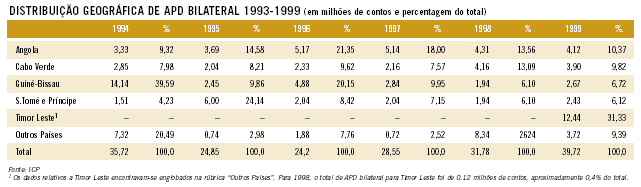 DISTRIBUIÇÃO GEOGRÁFICA DE APD BILATERAL 1993-1999 (em milhões de contos e percentagem do total)
1994 % 1995 % 1996 % 1997 % 1998 % 1999 %
Angola 3,33 9,32 3,69 14,58 5,17 21,35 5,14 18,00 4,31 13,56 4,12 10,37
Cabo Verde 2,85 7,98 2,04 8,21 2,33 9,62 2,16 7,57 4,16 13,09 3,90 9,82
Guiné-Bissau 14,14 39,59 2,45 9,86 4,88 20,15 2,84 9,95 1,94 6,10 2,67 6,72
S.Tomé e Príncipe 1,51 4,23 6,00 24,14 2,04 8,42 2,04 7,15 1,94 6,10 2,43 6,12
Timor Leste¹ – – – – – – – – – – 12,44 31,33
Outros Países 7,32 20,49 0,74 2,98 1,88 7,76 0,72 2,52 8,34 2624 3,72 9,39
Total 35,72 100,0 24,85 100,0 24,2 100,0 28,55 100,0 31,78 100,0 39,72 100,0
Fonte: ICP
¹ Os dados relativos a Timor Leste encontravam-se englobados na rúbrica "Outros Países". Para 1998, o total de APD bilateral para Timor Leste foi de 0.12 milhões de contos, aproximadamente 0,4% do total.